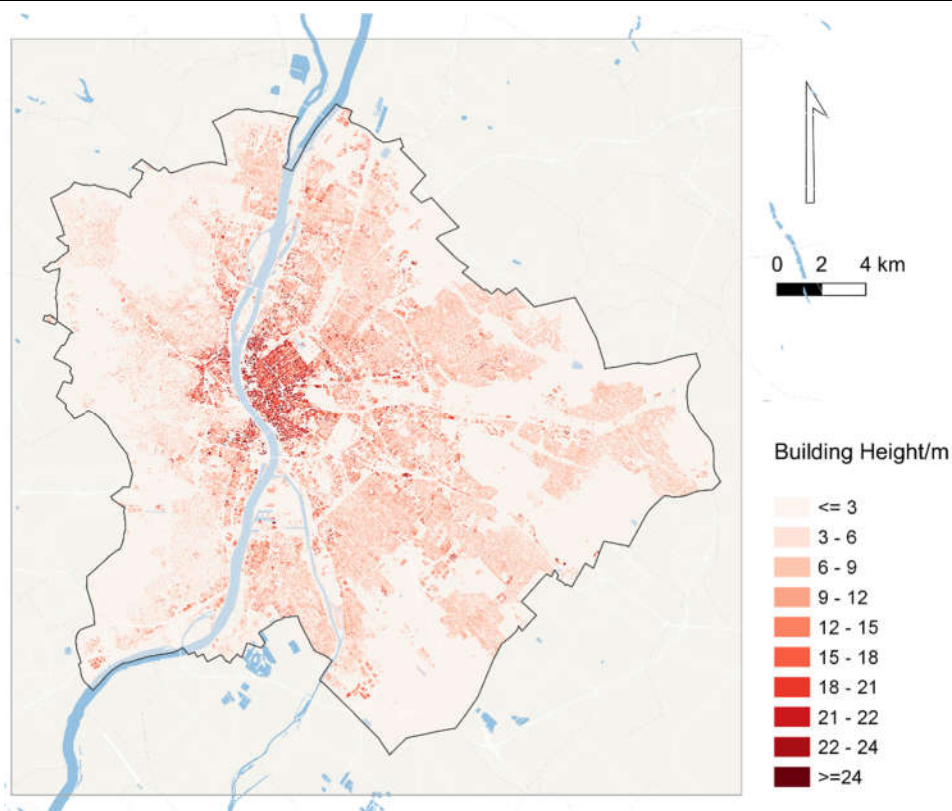 0 2 4 km
Building Height/m
<= 3
3 - 6
6 - 9
9 - 12
12 - 15
15 - 18
18 - 21
21 - 22
22 - 24
>=24